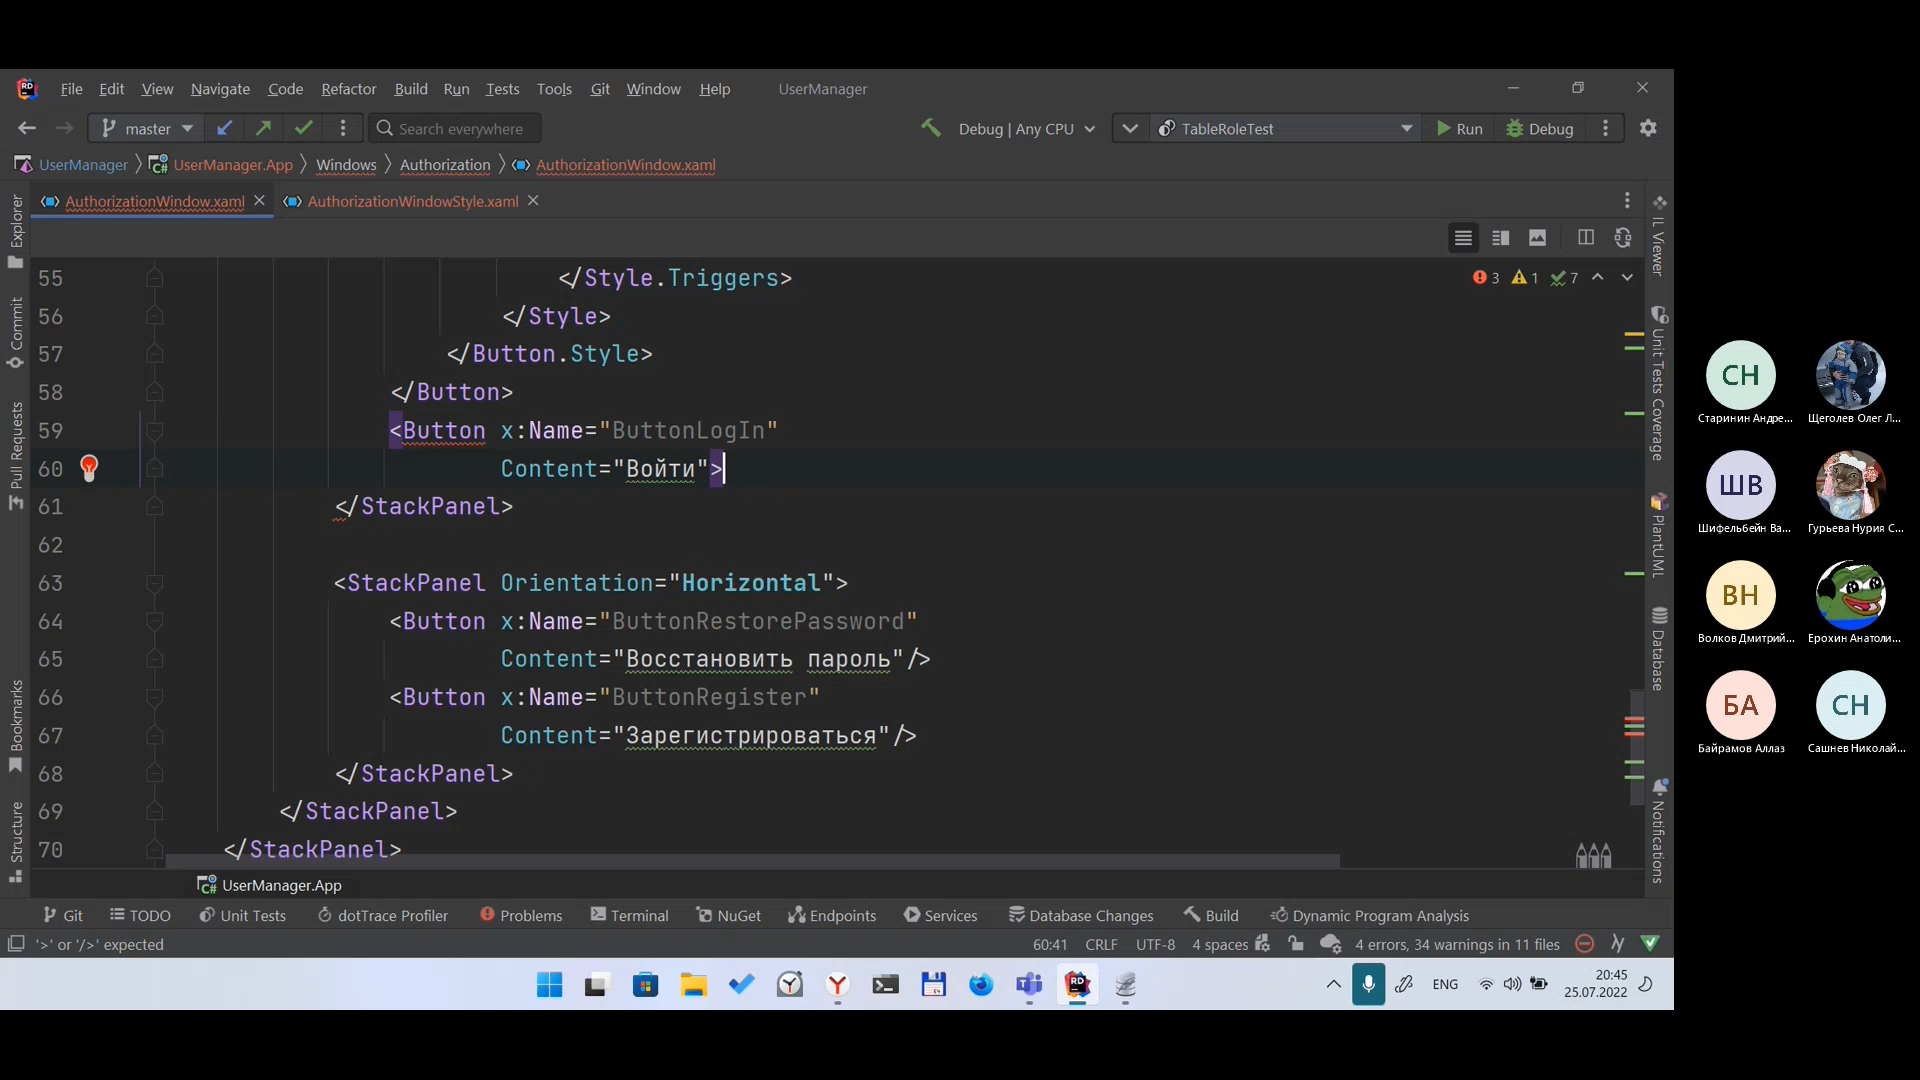 File Edit View Navigate Code Refactor Build Run Tests Tools Git Window Help UserManager
master Search everywhere Debug | Any CPU TableRoleTest Run Debug
UserManager UserManager.App Windows Authorization AuthorizationWindow.xaml
AuthorizationWindow.xaml AuthorizationWindowStyle.xaml
3 1 7
55 </Style.Triggers>
56 </Style>
57 </Button.Style>
58 </Button>
59 <Button x:Name="ButtonLogIn"
60 Content="Войти">
61 </StackPanel>
62
63 <StackPanel Orientation="Horizontal">
64 <Button x:Name="ButtonRestorePassword"
65 Content="Восстановить пароль"/>
66 <Button x:Name="ButtonRegister"
67 Content="Зарегистрироваться"/>
68 </StackPanel>
69 </StackPanel>
70 </StackPanel>
Explorer
Commit
Pull Requests
Bookmarks
Structure
IL Viewer
Unit Tests Coverage
PlantUML
Database
Notifications
UserManager.App
Git TODO Unit Tests dotTrace Profiler Problems Terminal NuGet Endpoints Services Database Changes Build Dynamic Program Analysis
'>' or '/>' expected 60:41 CRLF UTF-8 4 spaces 4 errors, 34 warnings in 11 files
ENG 20:45
25.07.2022
СН
Старинин Андре... Щеголев Олег Л...
ШВ
Шифельбейн Ва... Гурьева Нурия С...
ВН
Волков Дмитрий... Ерохин Анатоли...
БА СН
Байрамов Аллаз Сашнев Николай...